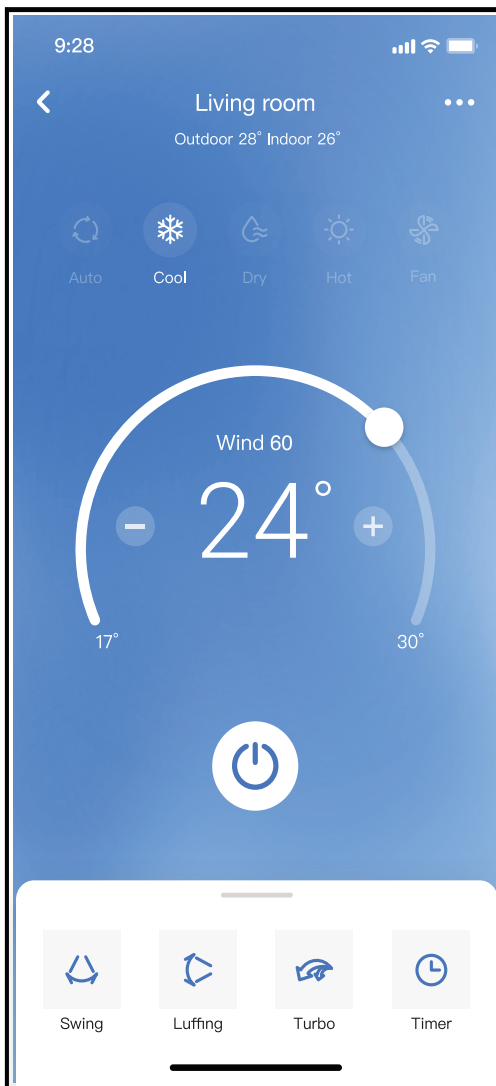 9:28
Living room
Outdoor 28° Indoor 26°
Auto Cool Dry Hot Fan
Wind 60
24°
17° 30°
Swing Luffing Turbo Timer